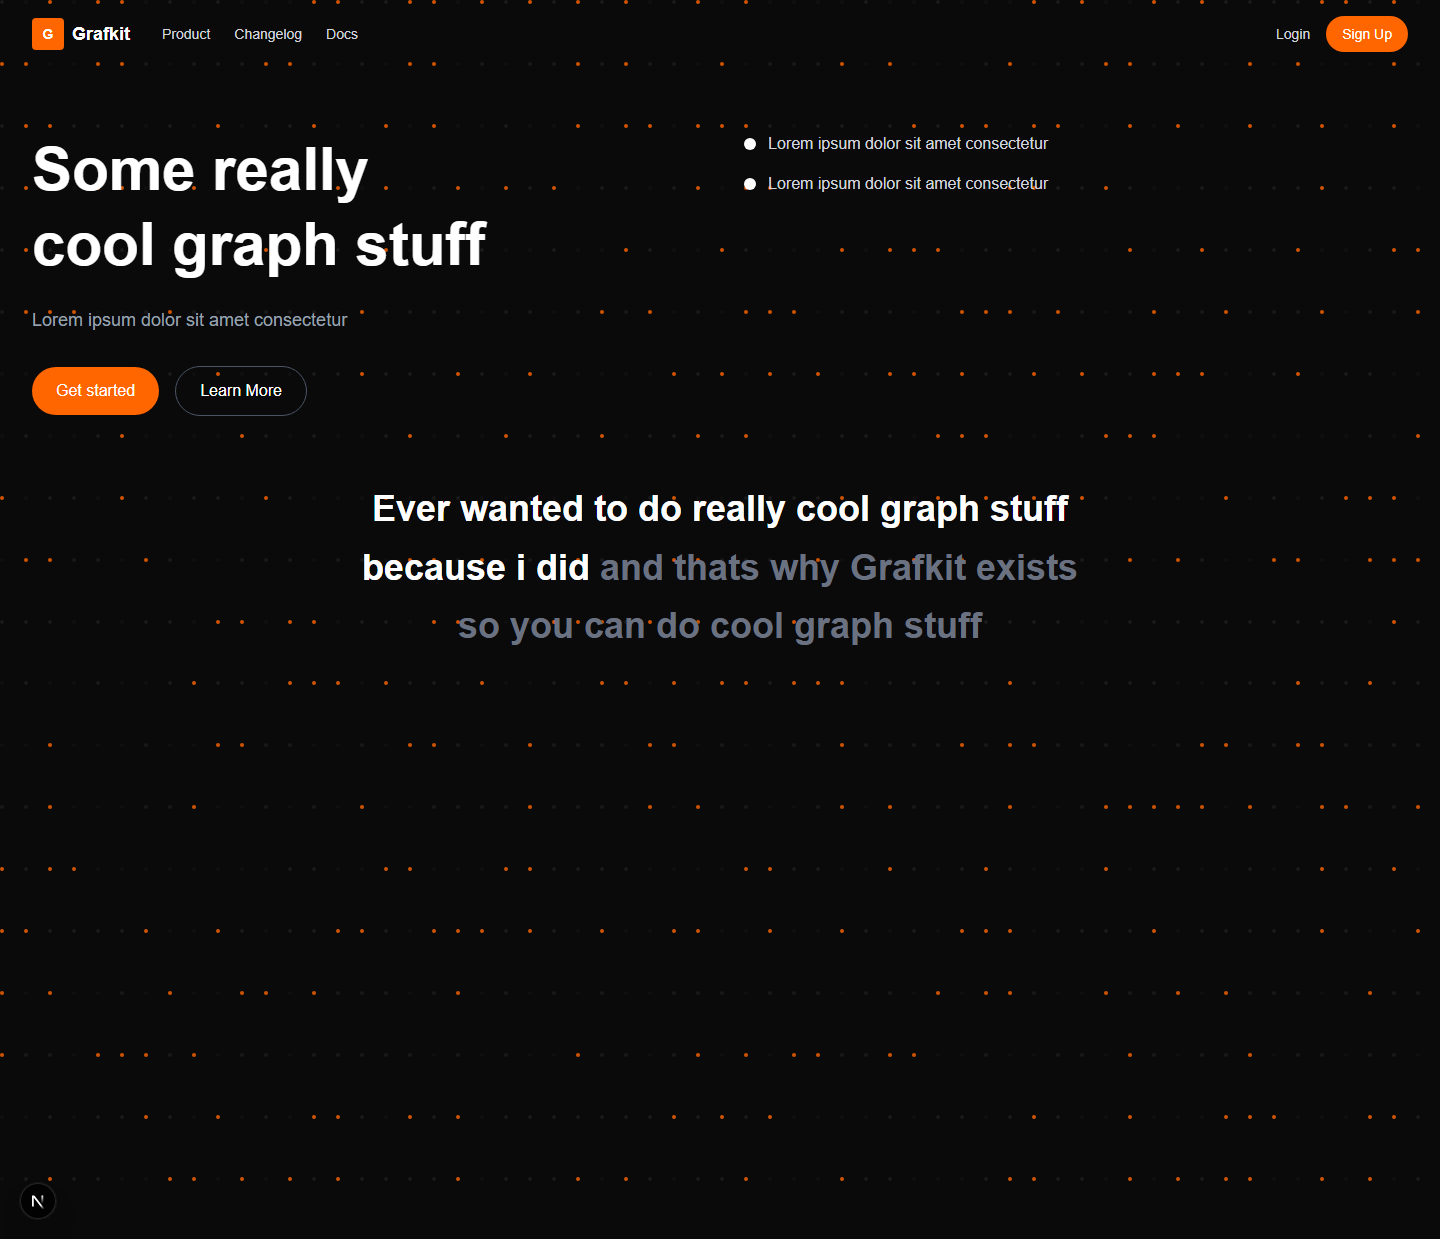 G Grafkit Product Changelog Docs Login Sign Up
Some really
cool graph stuff
Lorem ipsum dolor sit amet consectetur
Get started Learn More
Lorem ipsum dolor sit amet consectetur
Lorem ipsum dolor sit amet consectetur
Ever wanted to do really cool graph stuff
because i did and thats why Grafkit exists
so you can do cool graph stuff
N